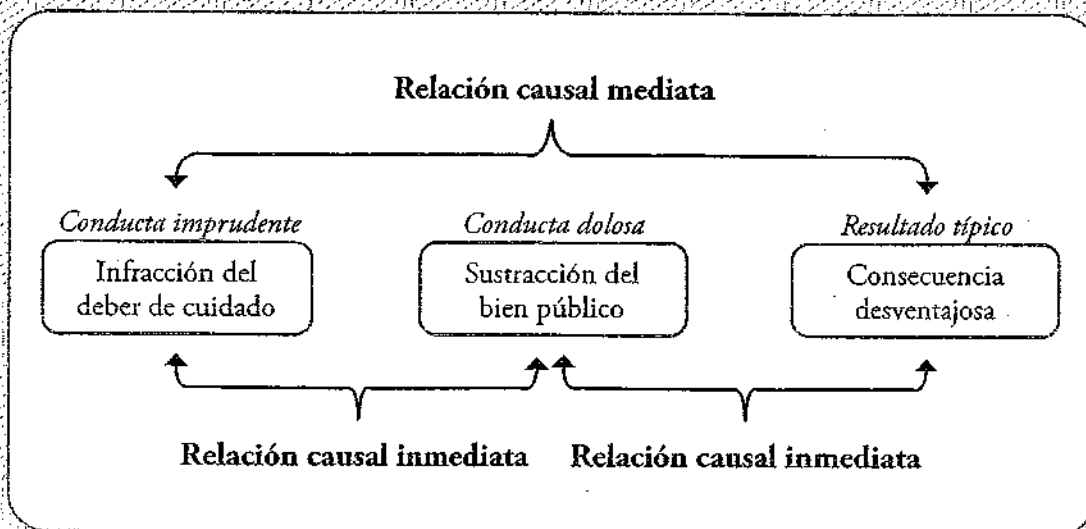 Relación causal mediata
Conducta imprudente
Infracción del
deber de cuidado
Conducta dolosa
Sustracción del
bien público
Resultado típico
Consecuencia
desventajosa
Relación causal inmediata
Relación causal inmediata